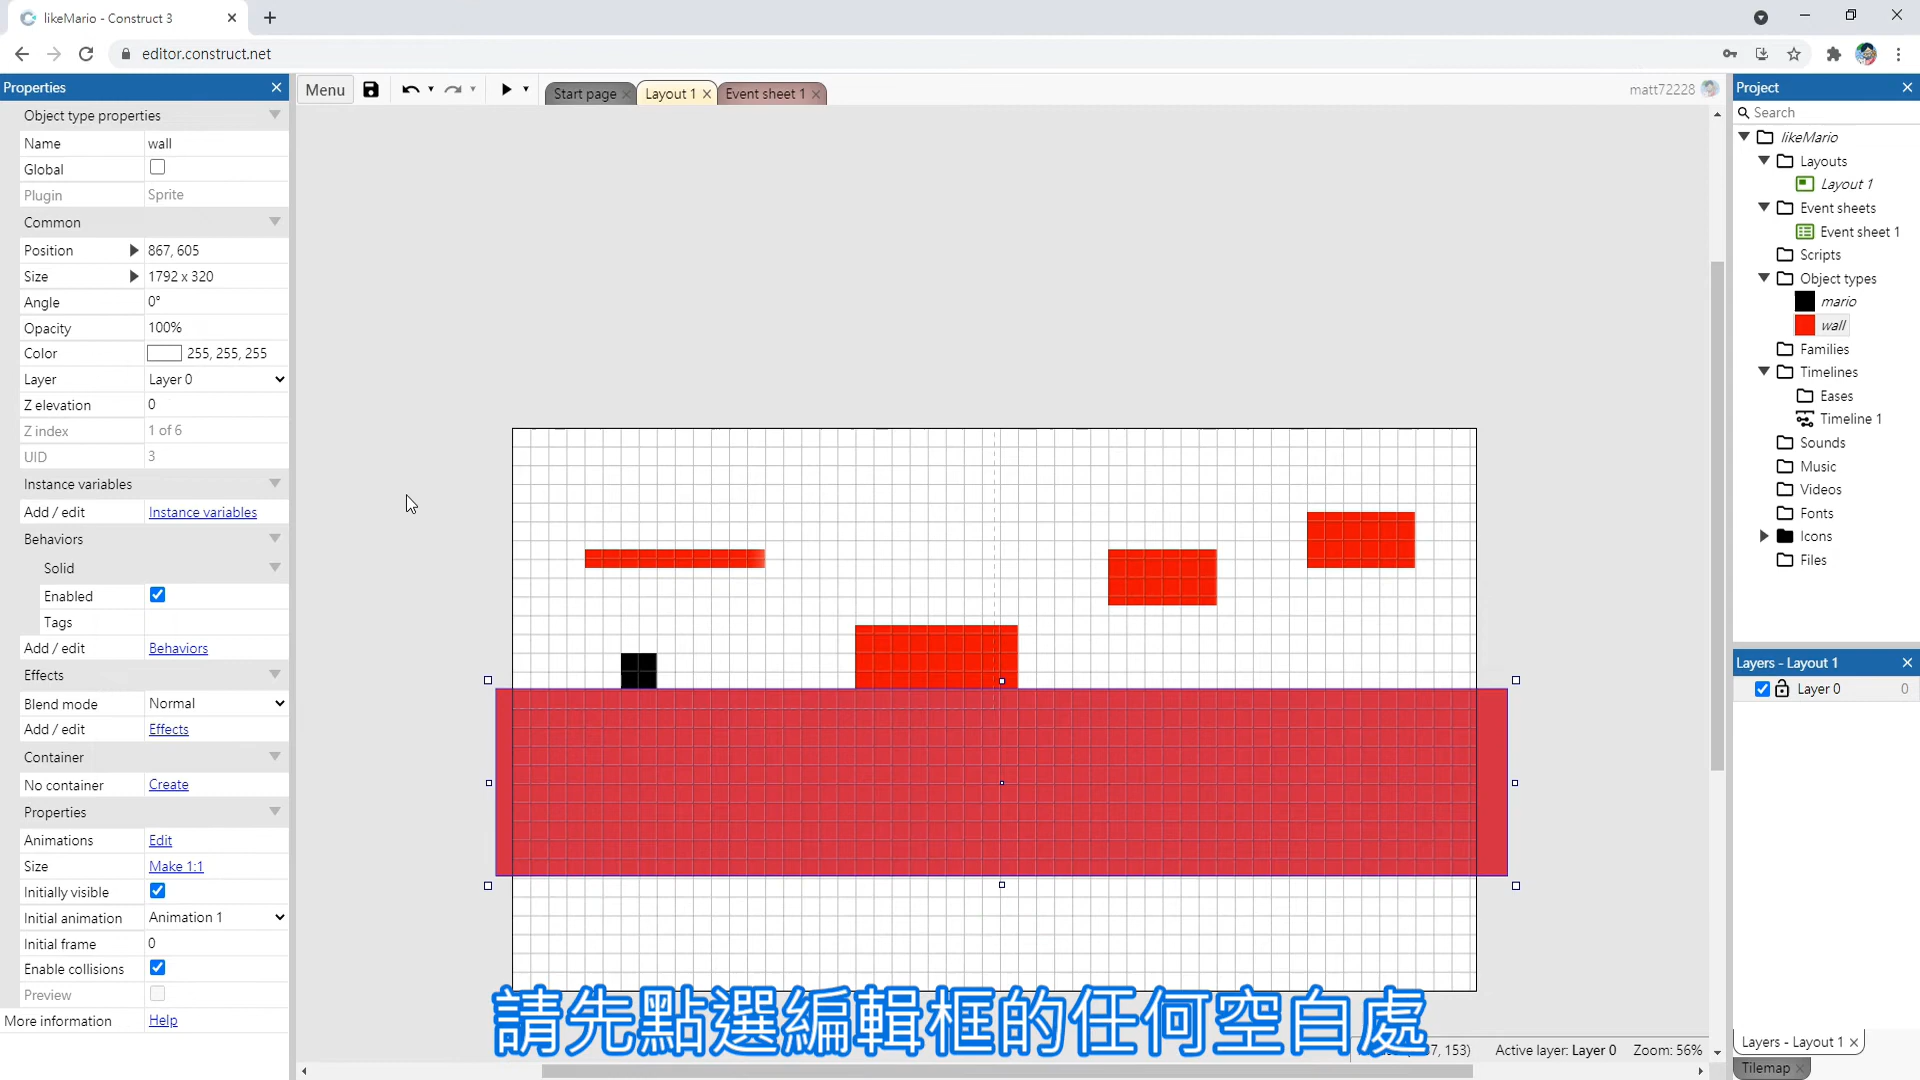 likeMario - Construct 3
editor.construct.net
Properties
Menu
Start page
Layout 1
Event sheet 1
matt72228
Project
Object type properties
Name wall
Global
Plugin Sprite
Common
Position 867, 605
Size 1792 x 320
Angle 0°
Opacity 100%
Color 255, 255, 255
Layer Layer 0
Z elevation 0
Z index 1 of 6
UID 3
Instance variables
Add / edit Instance variables
Behaviors
Solid
Enabled
Tags
Add / edit Behaviors
Effects
Blend mode Normal
Add / edit Effects
Container
No container Create
Properties
Animations Edit
Size Make 1:1
Initially visible
Initial animation Animation 1
Initial frame 0
Enable collisions
Preview
More information Help
Search
likeMario
Layouts
Layout 1
Event sheets
Event sheet 1
Scripts
Object types
mario
wall
Families
Timelines
Eases
Timeline 1
Sounds
Music
Videos
Fonts
Icons
Files
Layers - Layout 1
Layer 0 0
請先點選編輯框的任何空白處
7, 153) Active layer: Layer 0 Zoom: 56%
Layers - Layout 1
Tilemap